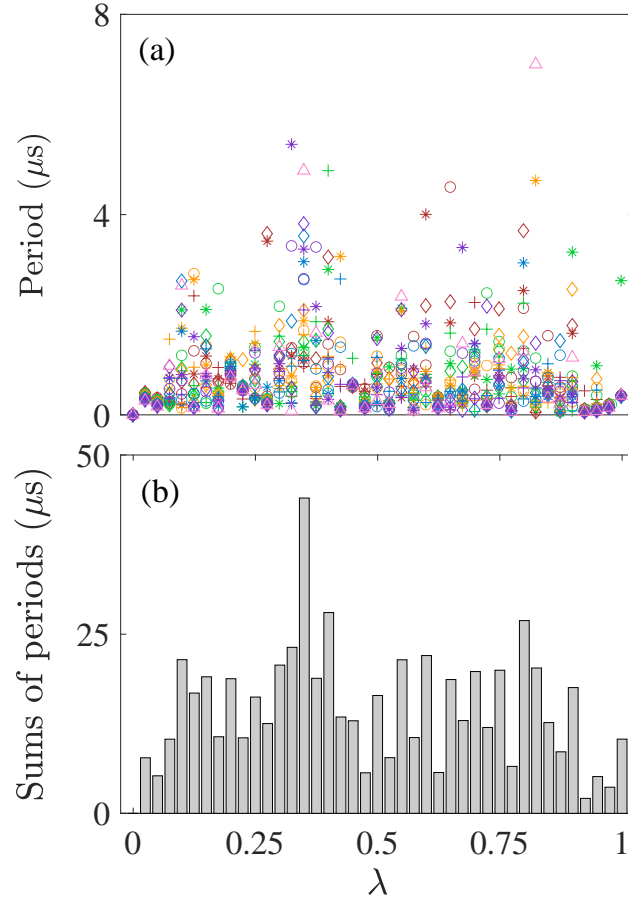 8
(a)
Period (μs)
4
0
50
(b)
Sums of periods (μs)
25
0
0
0.25
0.5
0.75
1
λ